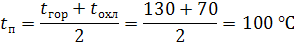 tп = (tгор + tохл) / 2 = (130 + 70) / 2 = 100 °C